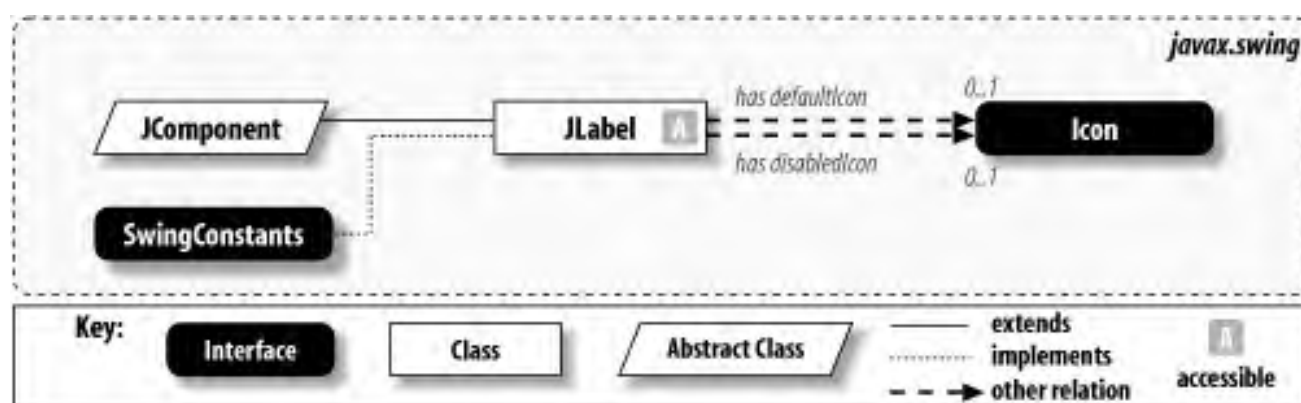 javax.swing
JComponent
JLabel A
has defaultIcon
0..1
Icon
has disabledIcon
0..1
SwingConstants
Key:
Interface
Class
Abstract Class
extends
implements
other relation
A
accessible